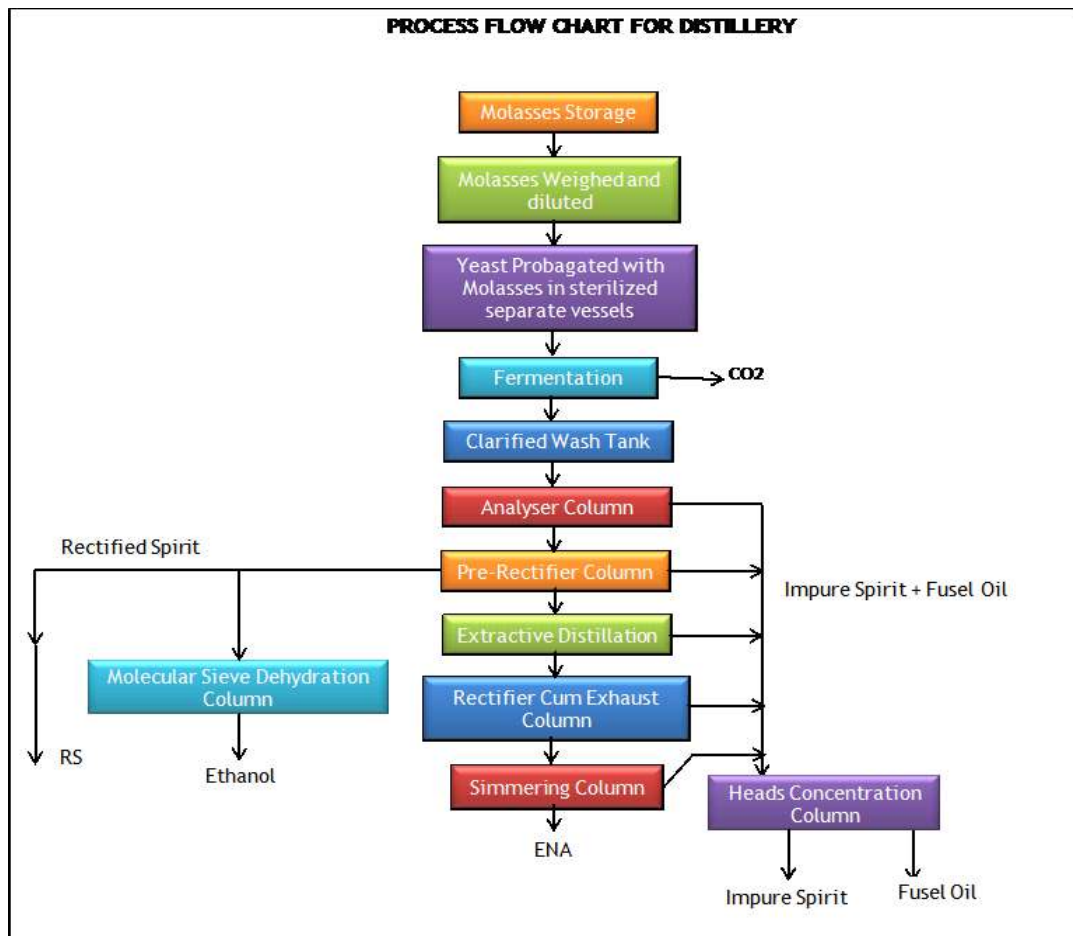 PROCESS FLOW CHART FOR DISTILLERY
Molasses Storage
Molasses Weighed and
diluted
Yeast Probagated with
Molasses in sterilized
separate vessels
Fermentation
CO2
Clarified Wash Tank
Analyser Column
Rectified Spirit
Pre-Rectifier Column
Impure Spirit + Fusel Oil
Extractive Distillation
Molecular Sieve Dehydration
Column
Rectifier Cum Exhaust
Column
RS
Ethanol
Simmering Column
Heads Concentration
Column
ENA
Impure Spirit
Fusel Oil